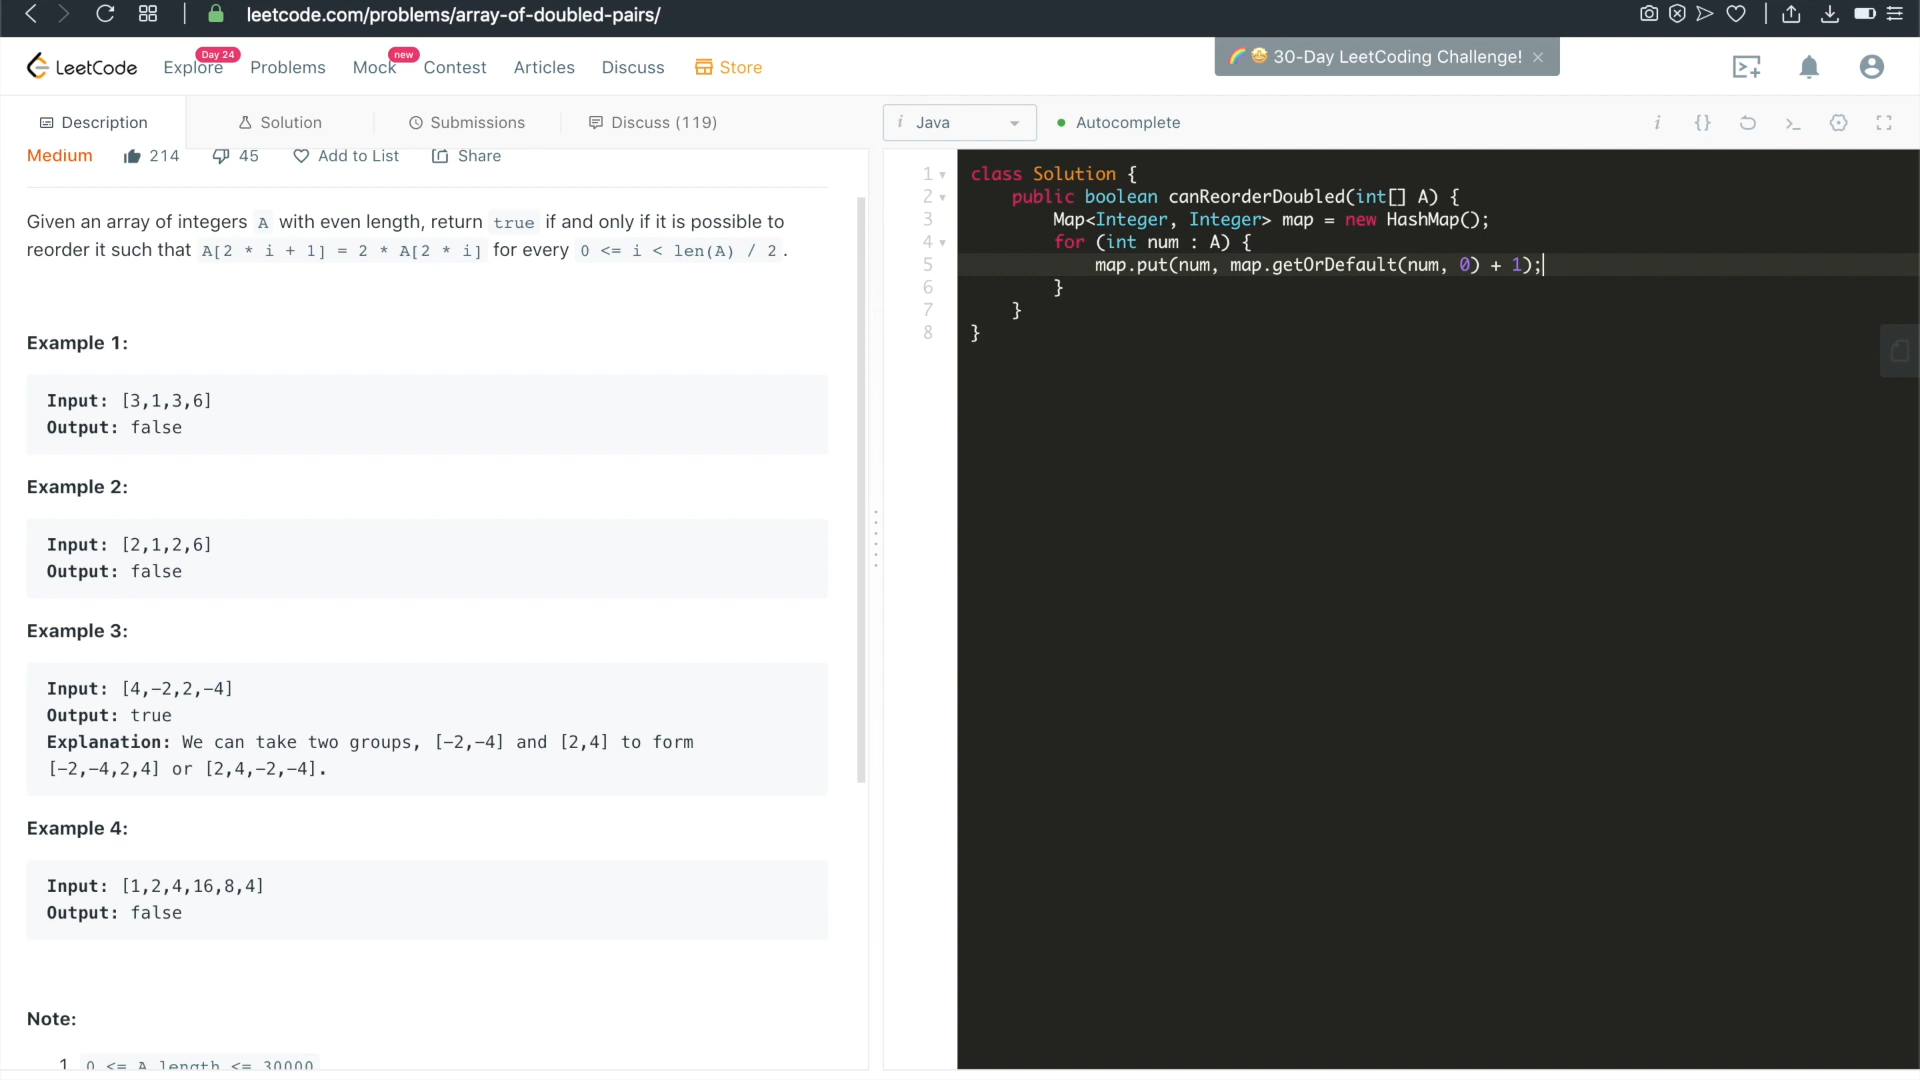 leetcode.com/problems/array-of-doubled-pairs/
LeetCode Explore Day 24 Problems Mock new Contest Articles Discuss Store
30-Day LeetCoding Challenge! ×
Description Solution Submissions Discuss (119)
i Java Autocomplete
Medium 214 45 Add to List Share
Given an array of integers A with even length, return true if and only if it is possible to
reorder it such that A[2 * i + 1] = 2 * A[2 * i] for every 0 <= i < len(A) / 2.
Example 1:
Input: [3,1,3,6]
Output: false
Example 2:
Input: [2,1,2,6]
Output: false
Example 3:
Input: [4,-2,2,-4]
Output: true
Explanation: We can take two groups, [-2,-4] and [2,4] to form
[-2,-4,2,4] or [2,4,-2,-4].
Example 4:
Input: [1,2,4,16,8,4]
Output: false
Note:
1 0 <= A.length <= 30000
1 class Solution {
2 public boolean canReorderDoubled(int[] A) {
3 Map<Integer, Integer> map = new HashMap();
4 for (int num : A) {
5 map.put(num, map.getOrDefault(num, 0) + 1);
6 }
7 }
8 }